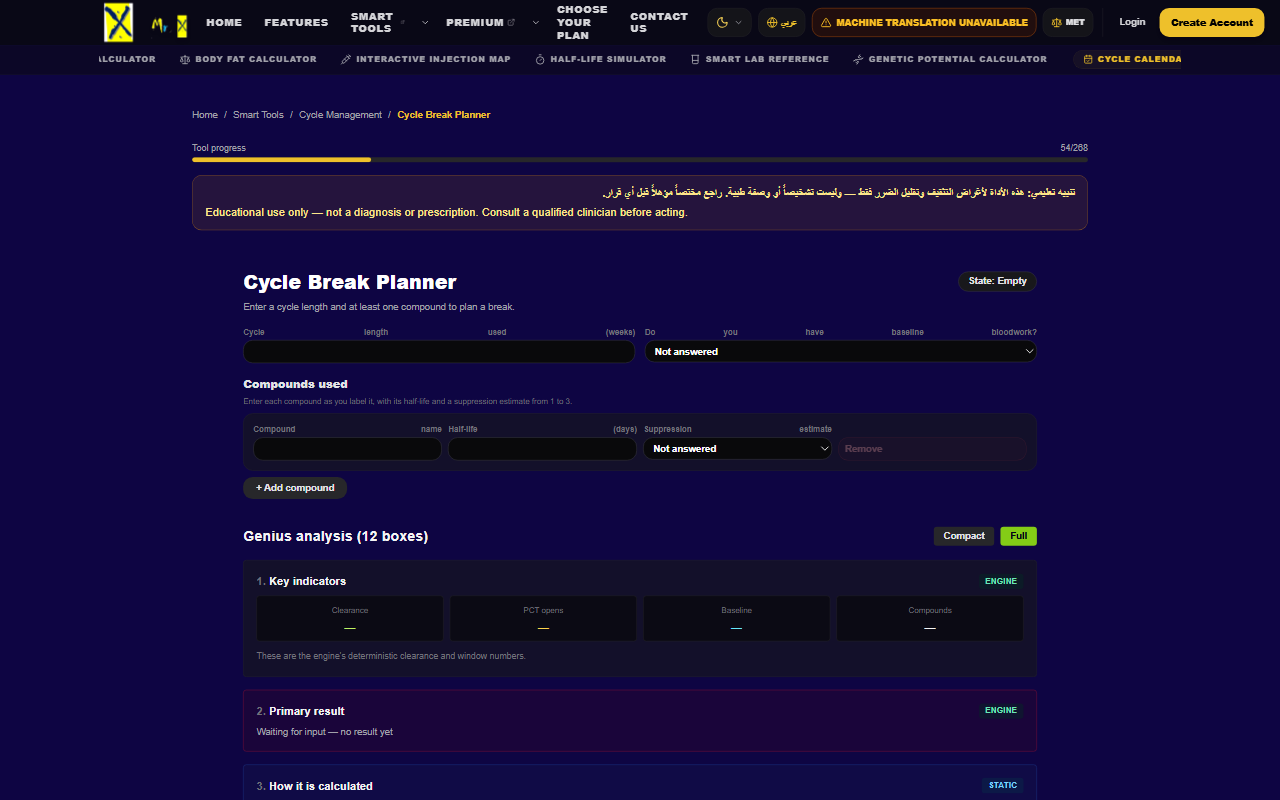 HOME
FEATURES
SMART TOOLS
PREMIUM
CHOOSE YOUR PLAN
CONTACT US
عربي
MACHINE TRANSLATION UNAVAILABLE
MET
Login
Create Account
ALCULATOR
BODY FAT CALCULATOR
INTERACTIVE INJECTION MAP
HALF-LIFE SIMULATOR
SMART LAB REFERENCE
GENETIC POTENTIAL CALCULATOR
CYCLE CALENDA
Home / Smart Tools / Cycle Management / Cycle Break Planner
Tool progress
54/268
تنبيه تعليمي: هذه الأداة لأغراض التثقيف وتقليل الضرر فقط — وليست تشخيصاً أو وصفة طبية. راجع مختصاً مؤهلاً قبل أي قرار.
Educational use only — not a diagnosis or prescription. Consult a qualified clinician before acting.
Cycle Break Planner
State: Empty
Enter a cycle length and at least one compound to plan a break.
Cycle length used (weeks)
Do you have baseline bloodwork?
Not answered
Compounds used
Enter each compound as you label it, with its half-life and a suppression estimate from 1 to 3.
Compound name
Half-life (days)
Suppression estimate
Not answered
Remove
+ Add compound
Genius analysis (12 boxes)
Compact
Full
1. Key indicators
ENGINE
Clearance
—
PCT opens
—
Baseline
—
Compounds
—
These are the engine's deterministic clearance and window numbers.
2. Primary result
ENGINE
Waiting for input — no result yet
3. How it is calculated
STATIC